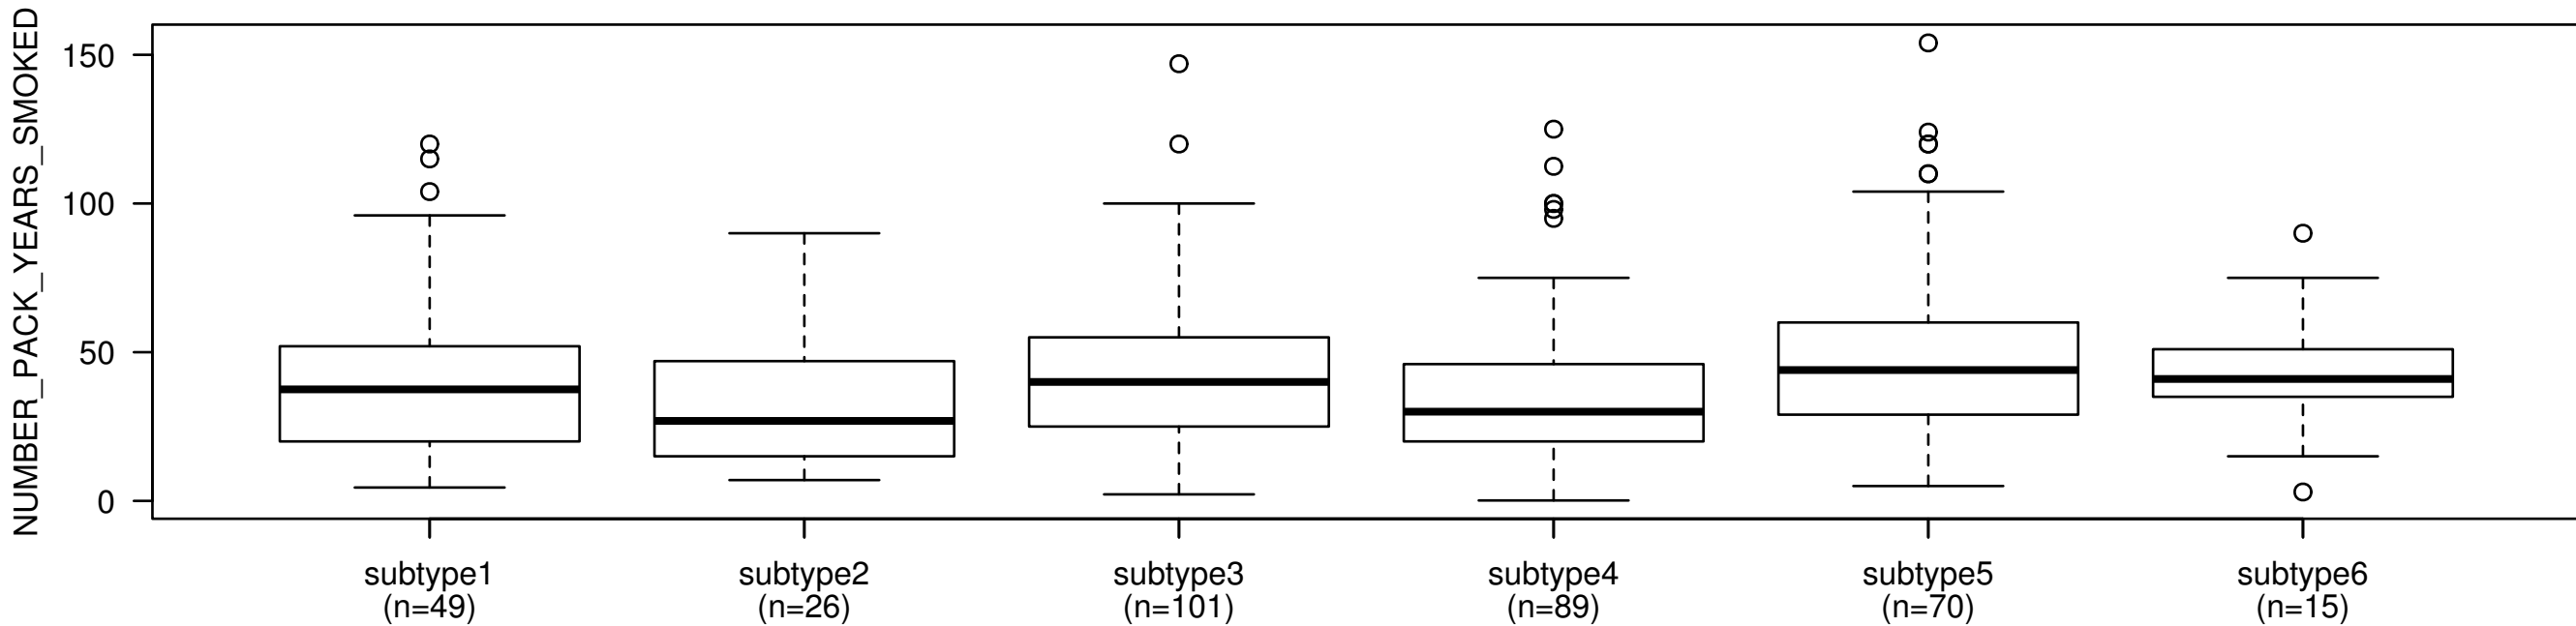 NUMBER_PACK_YEARS_SMOKED
150
100
50
0
subtype1
(n=49)
subtype2
(n=26)
subtype3
(n=101)
subtype4
(n=89)
subtype5
(n=70)
subtype6
(n=15)